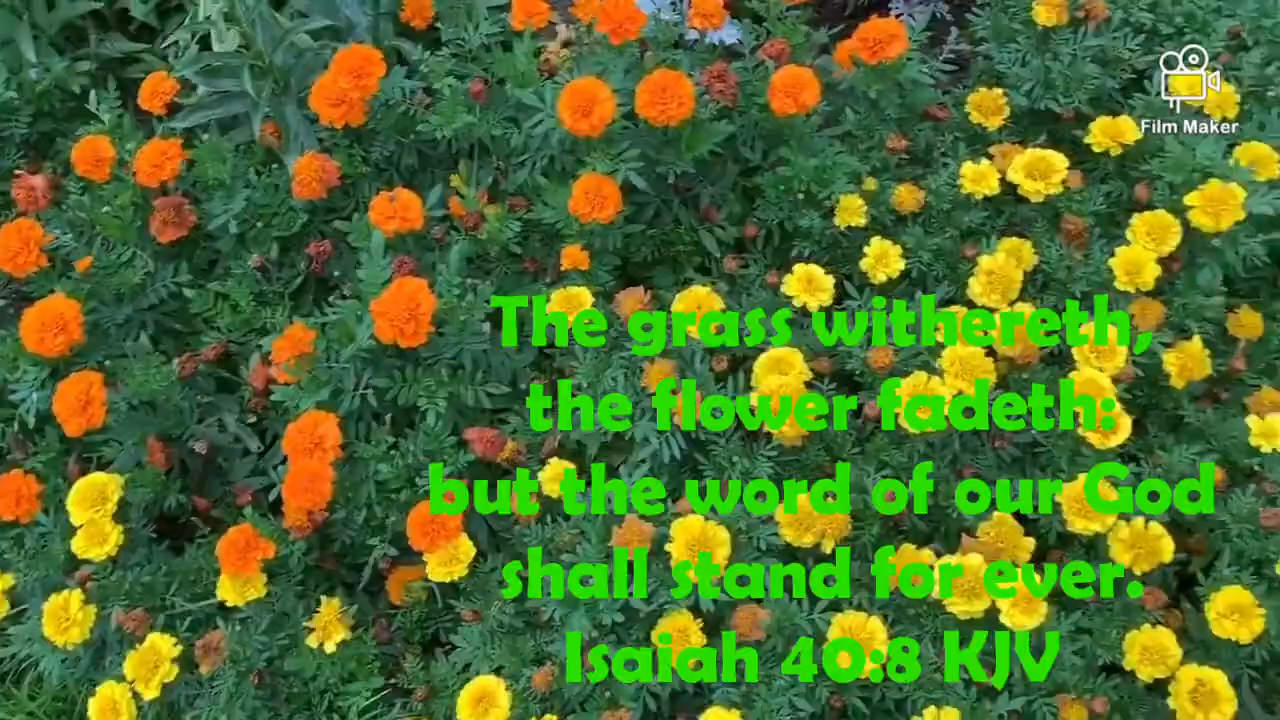 Film Maker
The grass withereth,
the flower fadeth:
but the word of our God
shall stand for ever.
Isaiah 40:8 KJV